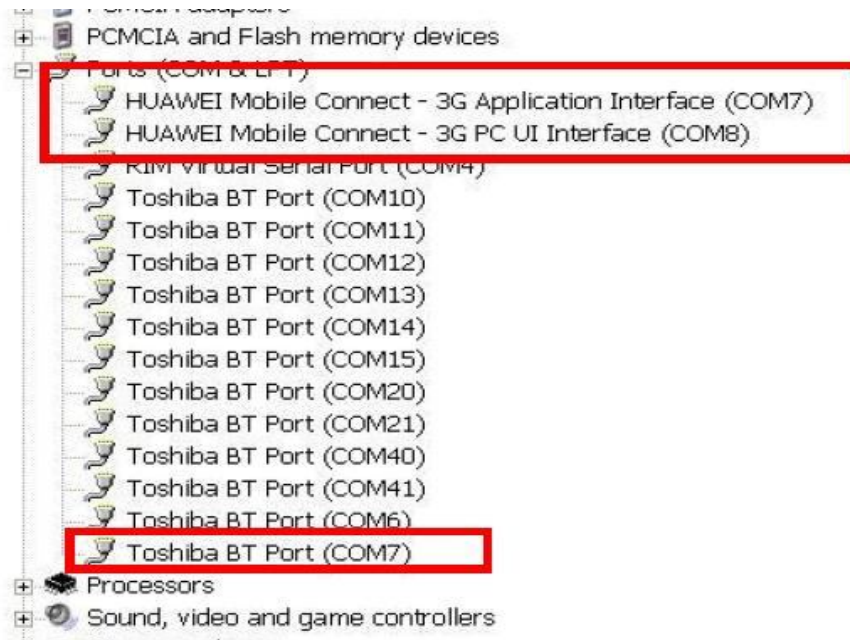 PCMCIA adapters
PCMCIA and Flash memory devices
Ports (COM & LPT)
HUAWEI Mobile Connect - 3G Application Interface (COM7)
HUAWEI Mobile Connect - 3G PC UI Interface (COM8)
RIM Virtual Serial Port (COM4)
Toshiba BT Port (COM10)
Toshiba BT Port (COM11)
Toshiba BT Port (COM12)
Toshiba BT Port (COM13)
Toshiba BT Port (COM14)
Toshiba BT Port (COM15)
Toshiba BT Port (COM20)
Toshiba BT Port (COM21)
Toshiba BT Port (COM40)
Toshiba BT Port (COM41)
Toshiba BT Port (COM6)
Toshiba BT Port (COM7)
Processors
Sound, video and game controllers